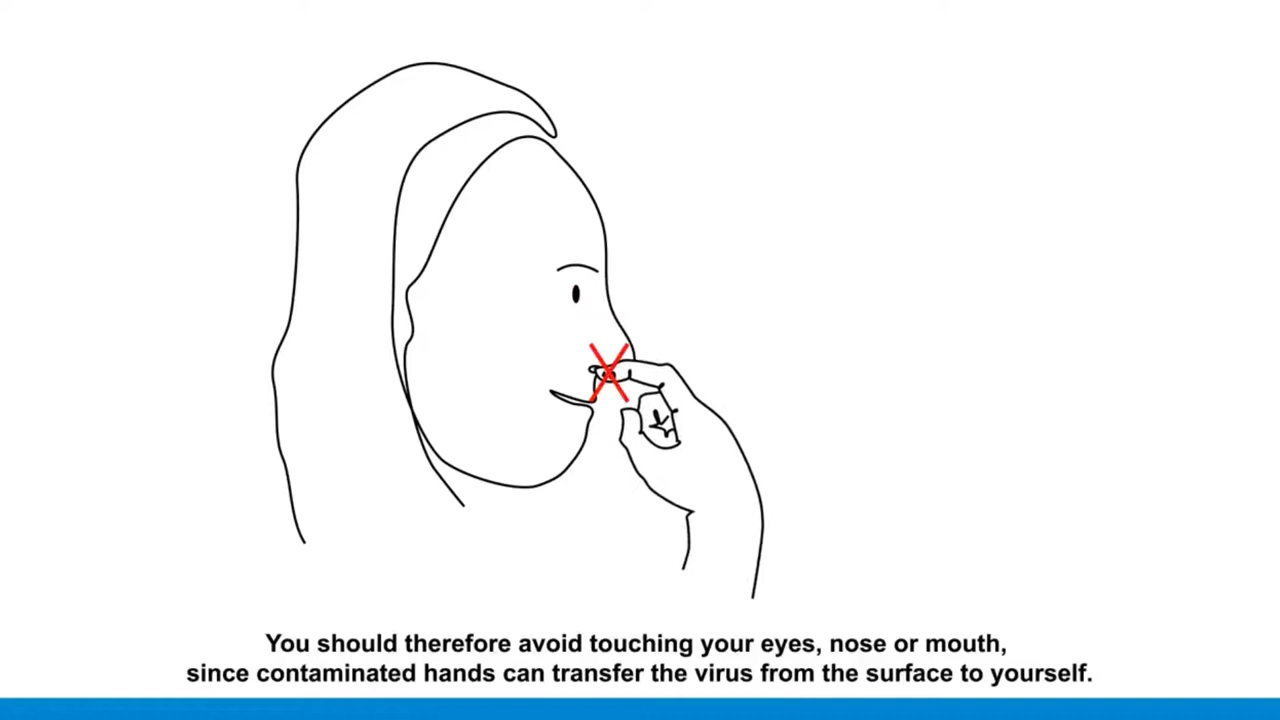 You should therefore avoid touching your eyes, nose or mouth,
since contaminated hands can transfer the virus from the surface to yourself.